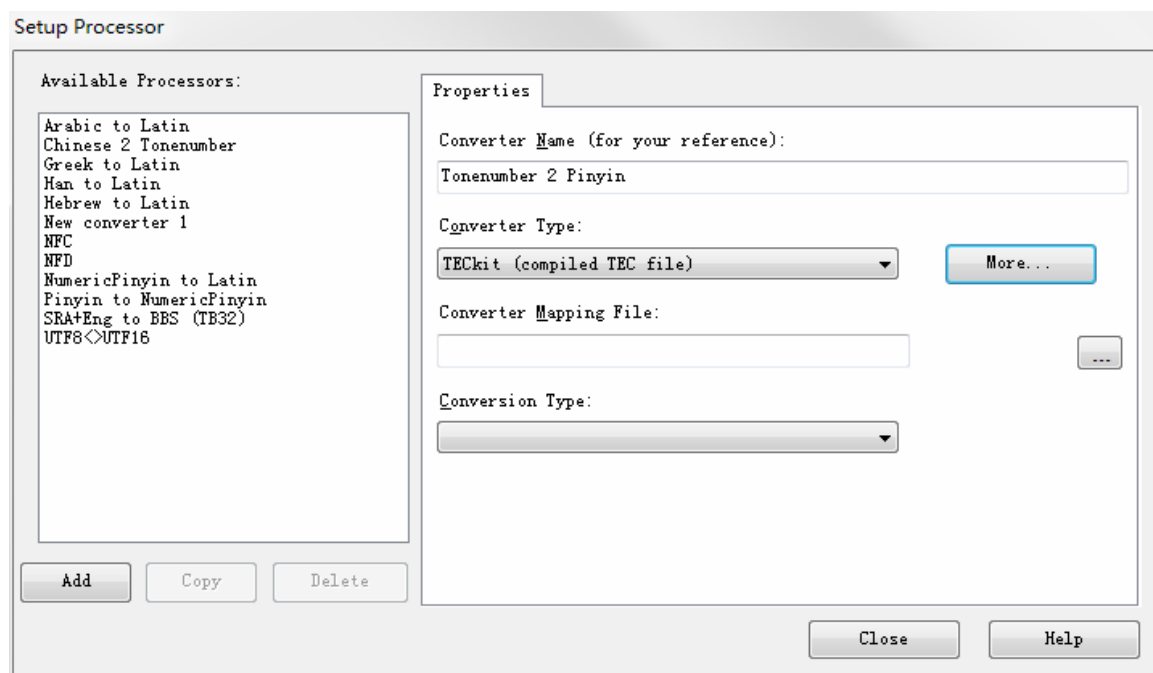 Setup Processor
Available Processors:
Arabic to Latin
Chinese 2 Tonenumber
Greek to Latin
Han to Latin
Hebrew to Latin
New converter 1
NFC
NFD
NumericPinyin to Latin
Pinyin to NumericPinyin
SRA+Eng to BBS (TB32)
UTF8<>UTF16
Add
Copy
Delete
Properties
Converter Name (for your reference):
Tonenumber 2 Pinyin
Converter Type:
TECkit (compiled TEC file)
More...
Converter Mapping File:
...
Conversion Type:
Close
Help